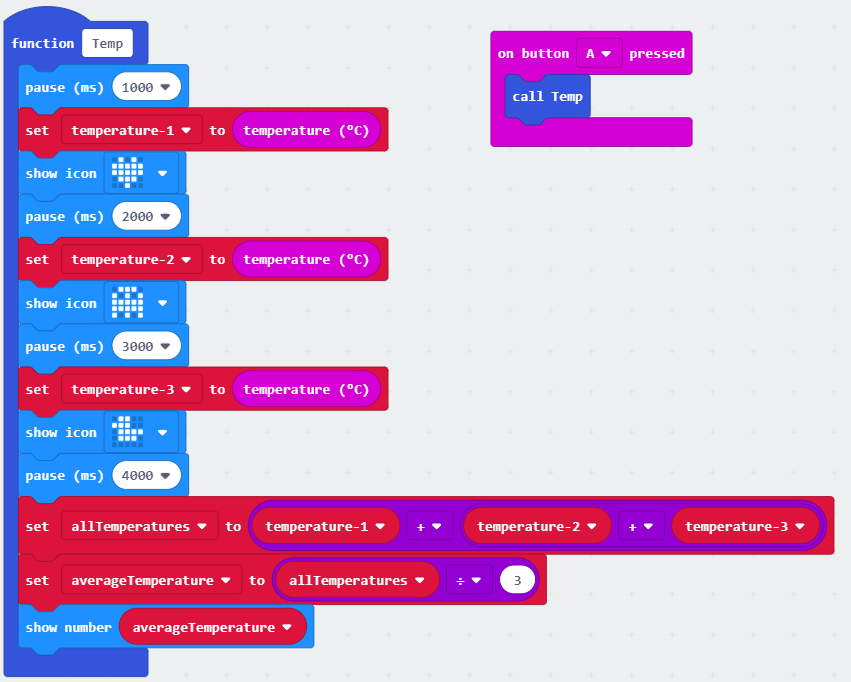 function Temp
pause (ms) 1000
set temperature-1 to temperature (ºC)
show icon
pause (ms) 2000
set temperature-2 to temperature (ºC)
show icon
pause (ms) 3000
set temperature-3 to temperature (ºC)
show icon
pause (ms) 4000
set allTemperatures to temperature-1 + temperature-2 + temperature-3
set averageTemperature to allTemperatures ÷ 3
show number averageTemperature
on button A pressed
call Temp